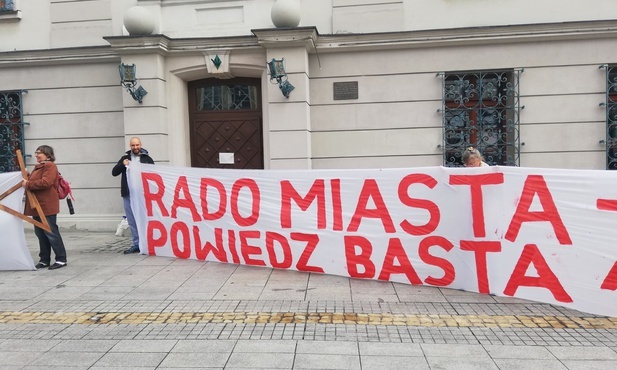 RADO MIASTA -
POWIEDZ BASTA